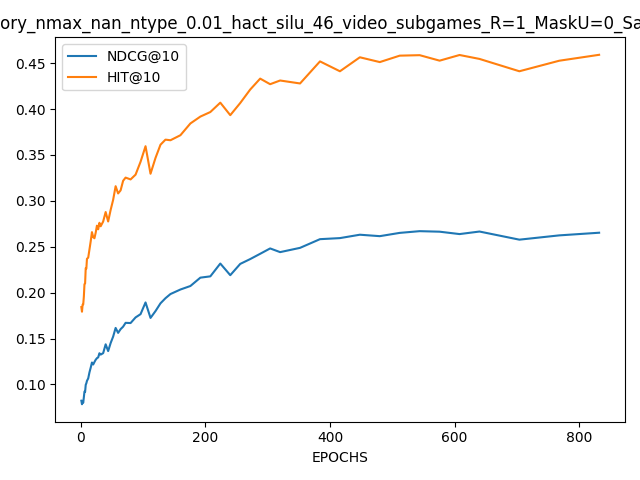 ory_nmax_nan_ntype_0.01_hact_silu_46_video_subgames_R=1_MaskU=0_Sa
NDCG@10
HIT@10
0.45
0.40
0.35
0.30
0.25
0.20
0.15
0.10
0 200 400 600 800
EPOCHS